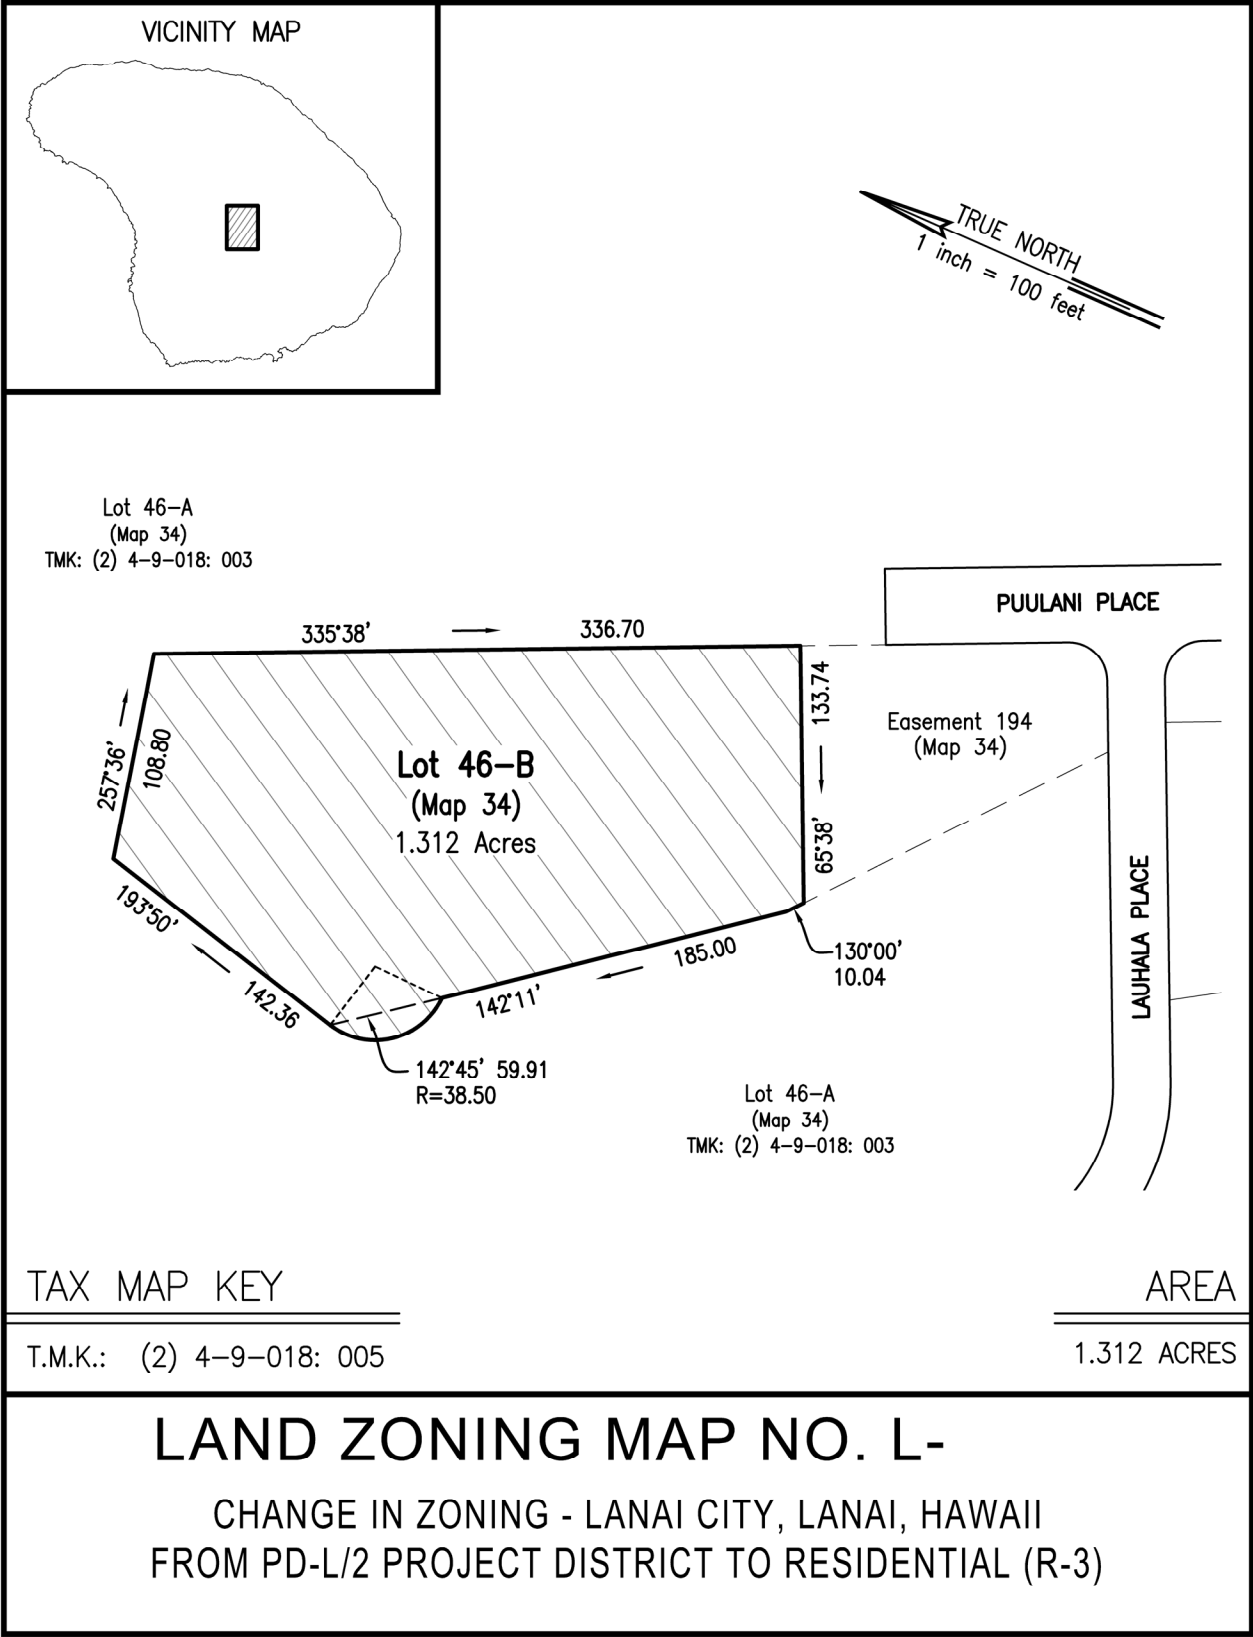 VICINITY MAP
TRUE NORTH
1 inch = 100 feet
Lot 46-A
(Map 34)
TMK: (2) 4-9-018: 003
PUULANI PLACE
335°38' 336.70
133.74
65°38'
Easement 194
(Map 34)
257°36'
108.80
Lot 46-B
(Map 34)
1.312 Acres
LAUHALA PLACE
193°50'
142.36
185.00
142°11'
130°00'
10.04
142°45' 59.91
R=38.50
Lot 46-A
(Map 34)
TMK: (2) 4-9-018: 003
TAX MAP KEY
AREA
T.M.K.: (2) 4-9-018: 005
1.312 ACRES
LAND ZONING MAP NO. L-
CHANGE IN ZONING - LANAI CITY, LANAI, HAWAII
FROM PD-L/2 PROJECT DISTRICT TO RESIDENTIAL (R-3)